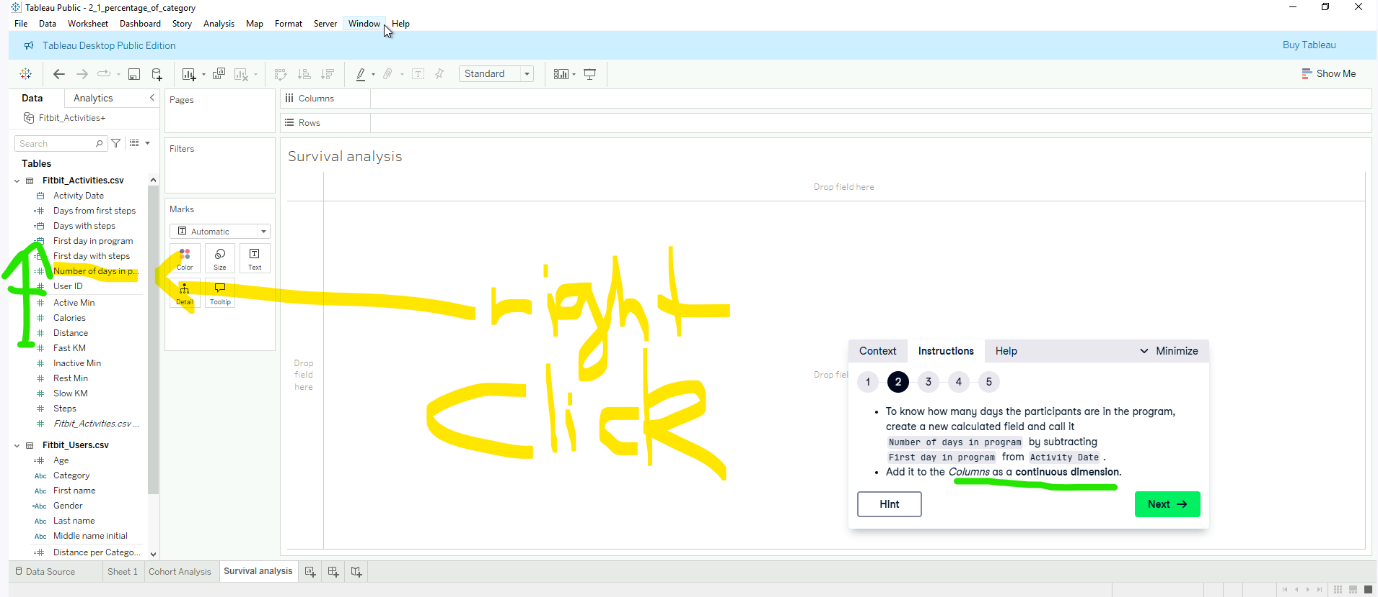 Tableau Public - 2_1_percentage_of_category
File Data Worksheet Dashboard Story Analysis Map Format Server Window Help
Tableau Desktop Public Edition
Buy Tableau
Standard
Show Me
Data
Analytics
Fitbit_Activities+
Search
Tables
Fitbit_Activities.csv
Activity Date
Days from first steps
Days with steps
First day in program
First day with steps
Number of days in p...
User ID
Active Min
Calories
Distance
Fast KM
Inactive Min
Rest Min
Slow KM
Steps
Fitbit_Activities.csv ...
Fitbit_Users.csv
Age
Abc Category
Abc First name
Abc Gender
Abc Last name
Abc Middle name initial
Distance per Catego...
Pages
Filters
Marks
Automatic
Color
Size
Text
Detail
Tooltip
Columns
Rows
Survival analysis
Drop field here
Drop
field
here
Drop fiel
right
click
Context
Instructions
Help
Minimize
1 2 3 4 5
• To know how many days the participants are in the program,
create a new calculated field and call it
Number of days in program by subtracting
First day in program from Activity Date .
• Add it to the Columns as a continuous dimension.
Hint
Next →
Data Source
Sheet 1
Cohort Analysis
Survival analysis